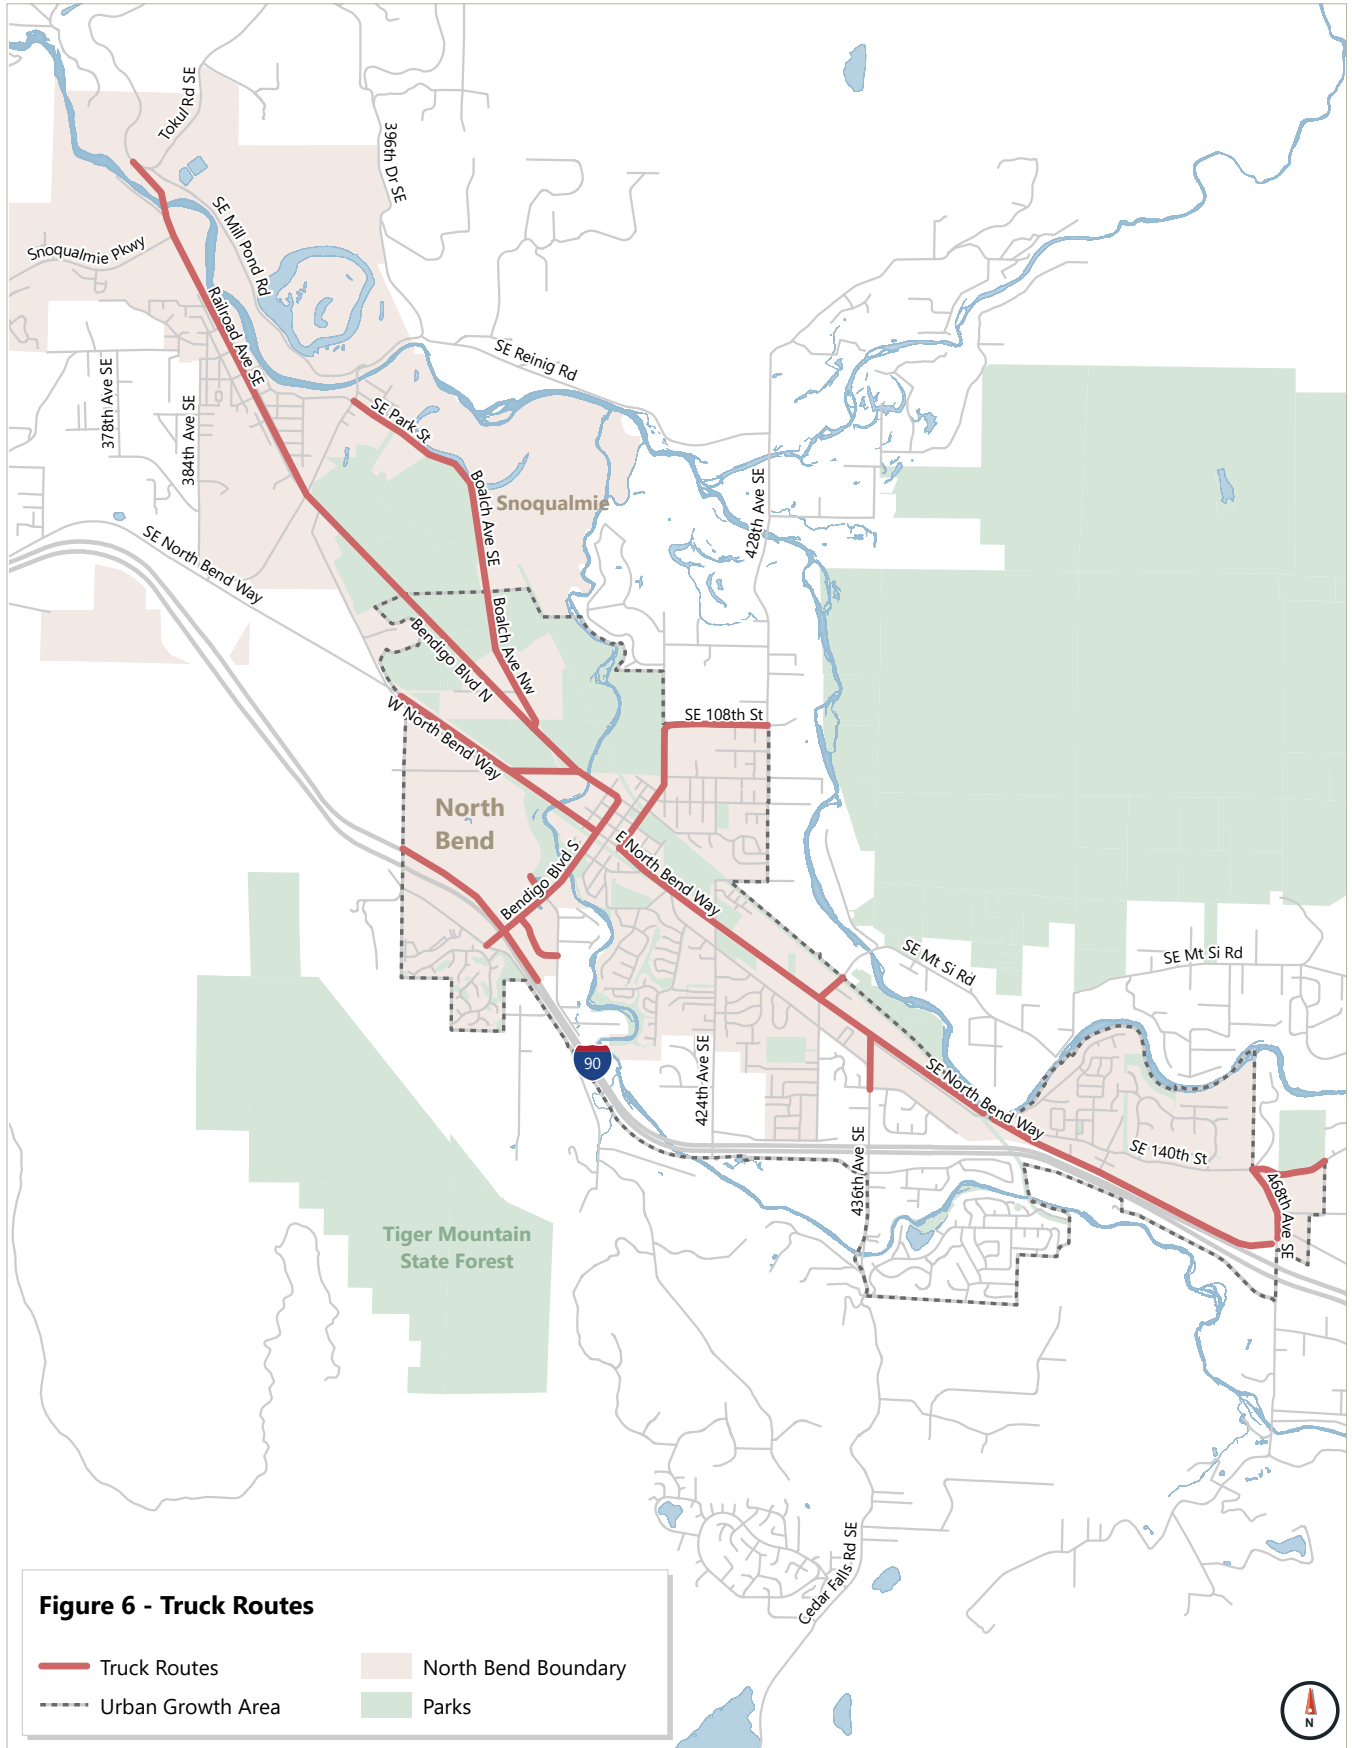 Tokul Rd SE
396th Dr SE
SE Mill Pond Rd
Snoqualmie Pkwy
Railroad Ave SE
SE Reinig Rd
378th Ave SE
384th Ave SE
SE Park St
Boalch Ave SE
Snoqualmie
428th Ave SE
SE North Bend Way
Boalch Ave Nw
Bendigo Blvd N
W North Bend Way
SE 108th St
North
Bend
E North Bend Way
Bendigo Blvd S
SE Mt Si Rd
SE Mt Si Rd
90
424th Ave SE
SE North Bend Way
436th Ave SE
SE 140th St
468th Ave SE
Tiger Mountain
State Forest
Cedar Falls Rd SE
Figure 6 - Truck Routes
Truck Routes
North Bend Boundary
Urban Growth Area
Parks
N